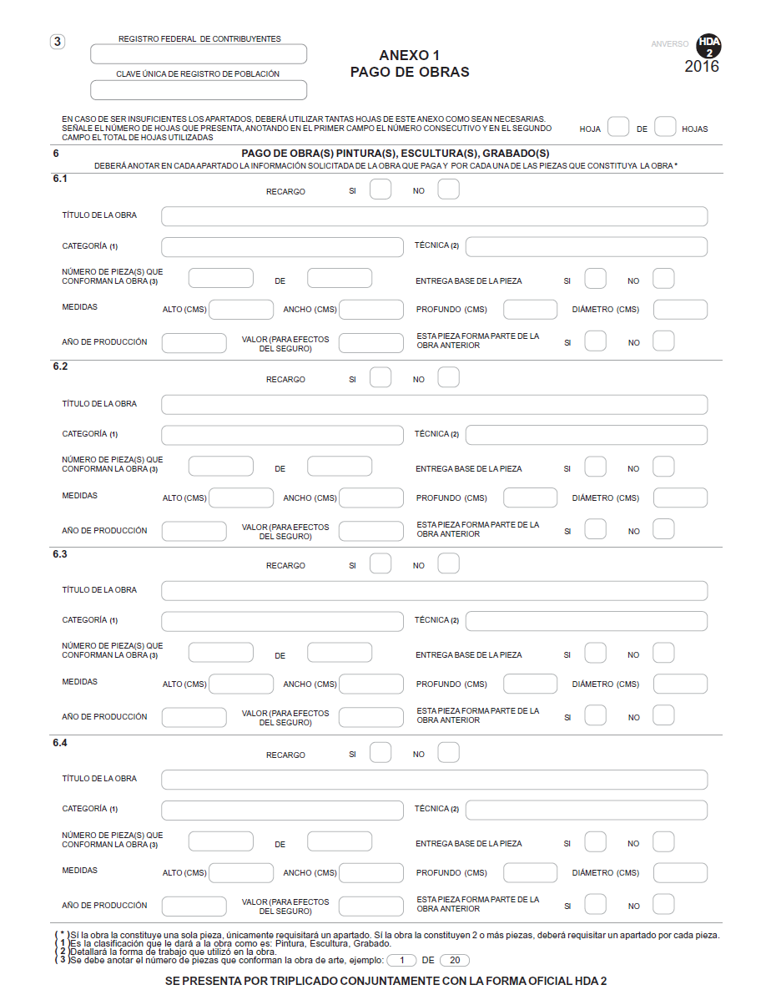 3
REGISTRO FEDERAL DE CONTRIBUYENTES
CLAVE ÚNICA DE REGISTRO DE POBLACIÓN
ANEXO 1
PAGO DE OBRAS
ANVERSO
HDA
2
2016
EN CASO DE SER INSUFICIENTES LOS APARTADOS, DEBERÁ UTILIZAR TANTAS HOJAS DE ESTE ANEXO COMO SEAN NECESARIAS.
SEÑALE EL NÚMERO DE HOJAS QUE PRESENTA, ANOTANDO EN EL PRIMER CAMPO EL NÚMERO CONSECUTIVO Y EN EL SEGUNDO
CAMPO EL TOTAL DE HOJAS UTILIZADAS
HOJA DE HOJAS
6 PAGO DE OBRA(S) PINTURA(S), ESCULTURA(S), GRABADO(S)
DEBERÁ ANOTAR EN CADA APARTADO LA INFORMACIÓN SOLICITADA DE LA OBRA QUE PAGA Y POR CADA UNA DE LAS PIEZAS QUE CONSTITUYA LA OBRA *
6.1
RECARGO SI NO
TÍTULO DE LA OBRA
CATEGORÍA (1) TÉCNICA (2)
NÚMERO DE PIEZA(S) QUE
CONFORMAN LA OBRA (3) DE ENTREGA BASE DE LA PIEZA SI NO
MEDIDAS ALTO (CMS) ANCHO (CMS) PROFUNDO (CMS) DIÁMETRO (CMS)
AÑO DE PRODUCCIÓN VALOR (PARA EFECTOS
DEL SEGURO) ESTA PIEZA FORMA PARTE DE LA
OBRA ANTERIOR SI NO
6.2
RECARGO SI NO
TÍTULO DE LA OBRA
CATEGORÍA (1) TÉCNICA (2)
NÚMERO DE PIEZA(S) QUE
CONFORMAN LA OBRA (3) DE ENTREGA BASE DE LA PIEZA SI NO
MEDIDAS ALTO (CMS) ANCHO (CMS) PROFUNDO (CMS) DIÁMETRO (CMS)
AÑO DE PRODUCCIÓN VALOR (PARA EFECTOS
DEL SEGURO) ESTA PIEZA FORMA PARTE DE LA
OBRA ANTERIOR SI NO
6.3
RECARGO SI NO
TÍTULO DE LA OBRA
CATEGORÍA (1) TÉCNICA (2)
NÚMERO DE PIEZA(S) QUE
CONFORMAN LA OBRA (3) DE ENTREGA BASE DE LA PIEZA SI NO
MEDIDAS ALTO (CMS) ANCHO (CMS) PROFUNDO (CMS) DIÁMETRO (CMS)
AÑO DE PRODUCCIÓN VALOR (PARA EFECTOS
DEL SEGURO) ESTA PIEZA FORMA PARTE DE LA
OBRA ANTERIOR SI NO
6.4
RECARGO SI NO
TÍTULO DE LA OBRA
CATEGORÍA (1) TÉCNICA (2)
NÚMERO DE PIEZA(S) QUE
CONFORMAN LA OBRA (3) DE ENTREGA BASE DE LA PIEZA SI NO
MEDIDAS ALTO (CMS) ANCHO (CMS) PROFUNDO (CMS) DIÁMETRO (CMS)
AÑO DE PRODUCCIÓN VALOR (PARA EFECTOS
DEL SEGURO) ESTA PIEZA FORMA PARTE DE LA
OBRA ANTERIOR SI NO
( * )Sí la obra la constituye una sola pieza, únicamente requisitará un apartado. Sí la obra la constituyen 2 o más piezas, deberá requisitar un apartado por cada pieza.
( 1 )Es la clasificación que le dará a la obra como es: Pintura, Escultura, Grabado.
( 2 )Detallará la forma de trabajo que utilizó en la obra.
( 3 )Se debe anotar el número de piezas que conforman la obra de arte, ejemplo: 1 DE 20
SE PRESENTA POR TRIPLICADO CONJUNTAMENTE CON LA FORMA OFICIAL HDA 2